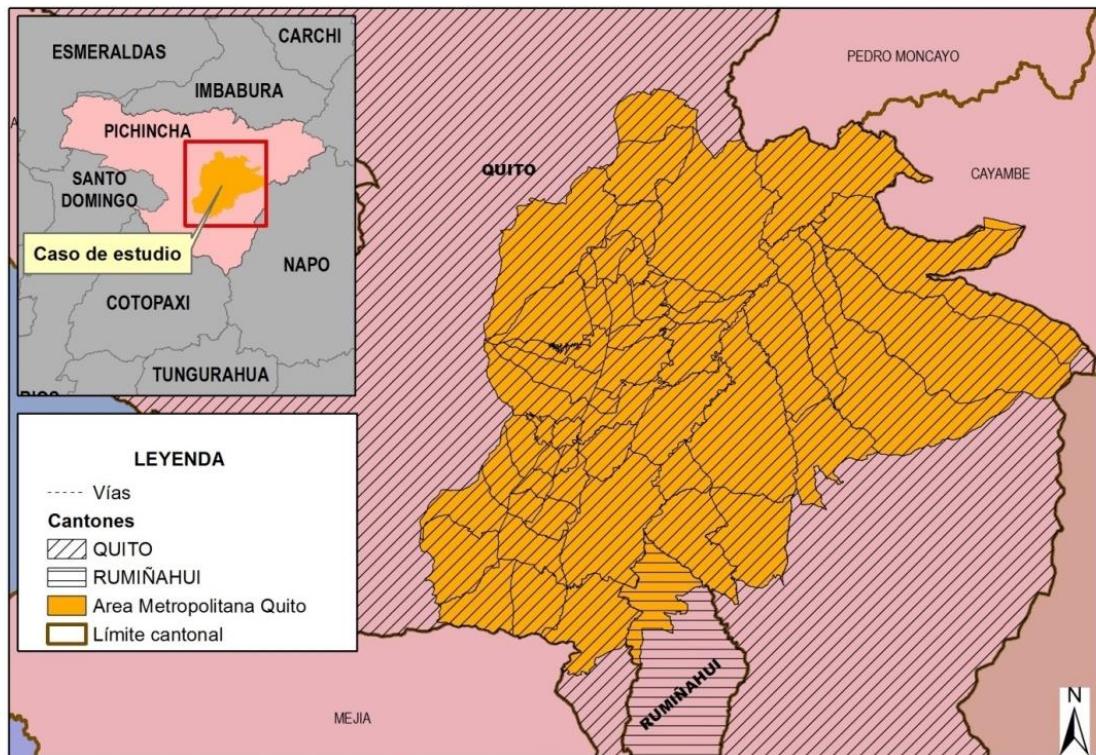 ESMERALDAS
CARCHI
IMBABURA
PICHINCHA
SANTO
DOMINGO
Caso de estudio
NAPO
COTOPAXI
TUNGURAHUA
LEYENDA
Vías
Cantones
QUITO
RUMIÑAHUI
Area Metropolitana Quito
Límite cantonal
PEDRO MONCAYO
QUITO
CAYAMBE
RUMIÑAHUI
MEJIA
N